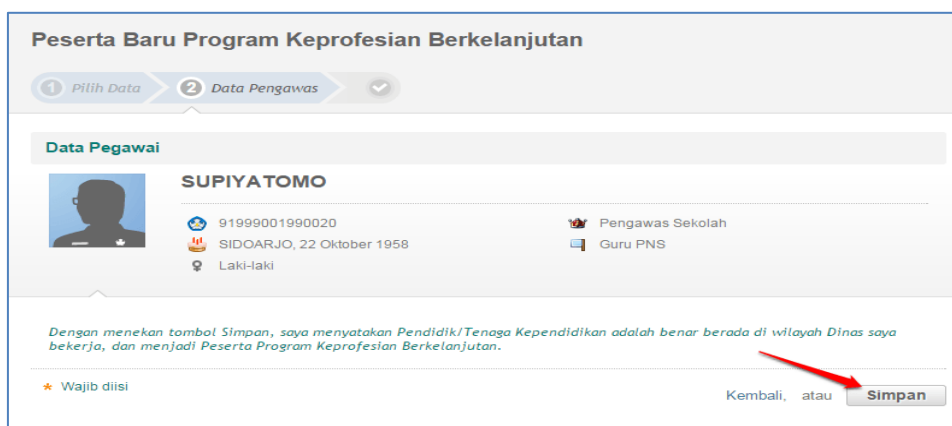 Peserta Baru Program Keprofesian Berkelanjutan
1 Pilih Data 2 Data Pengawas
Data Pegawai
SUPIYATOMO
91999001990020 Pengawas Sekolah
SIDOARJO, 22 Oktober 1958 Guru PNS
Laki-laki
Dengan menekan tombol Simpan, saya menyatakan Pendidik/Tenaga Kependidikan adalah benar berada di wilayah Dinas saya
bekerja, dan menjadi Peserta Program Keprofesian Berkelanjutan.
* Wajib diisi
Kembali, atau Simpan